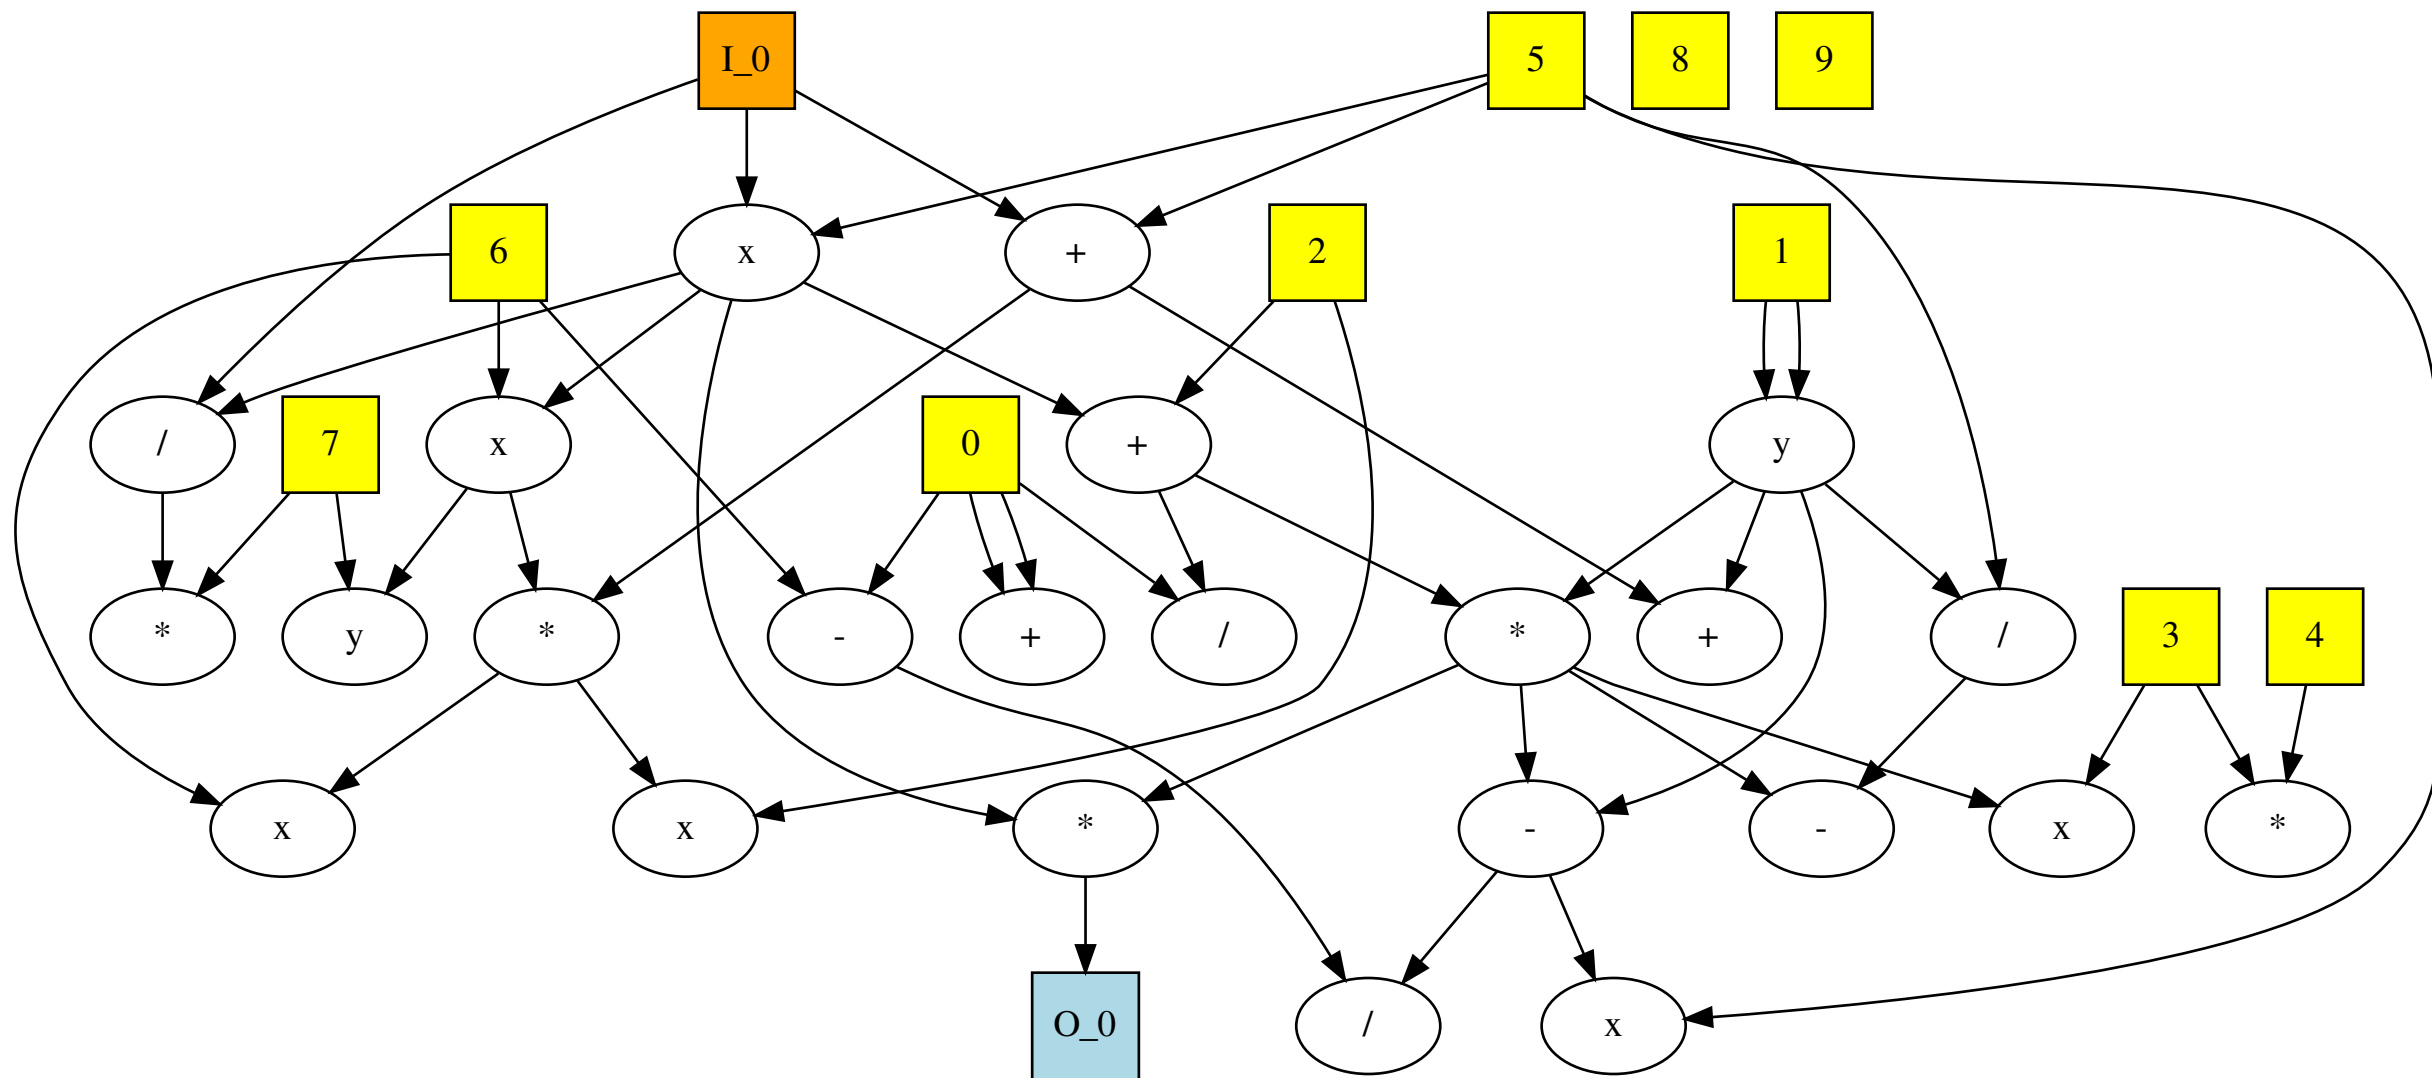 I_0 5 8 9
6 x + 2 1
/ 7 x 0 + y
* y * - + / * + / 3 4
x x * - - x *
O_0 / x